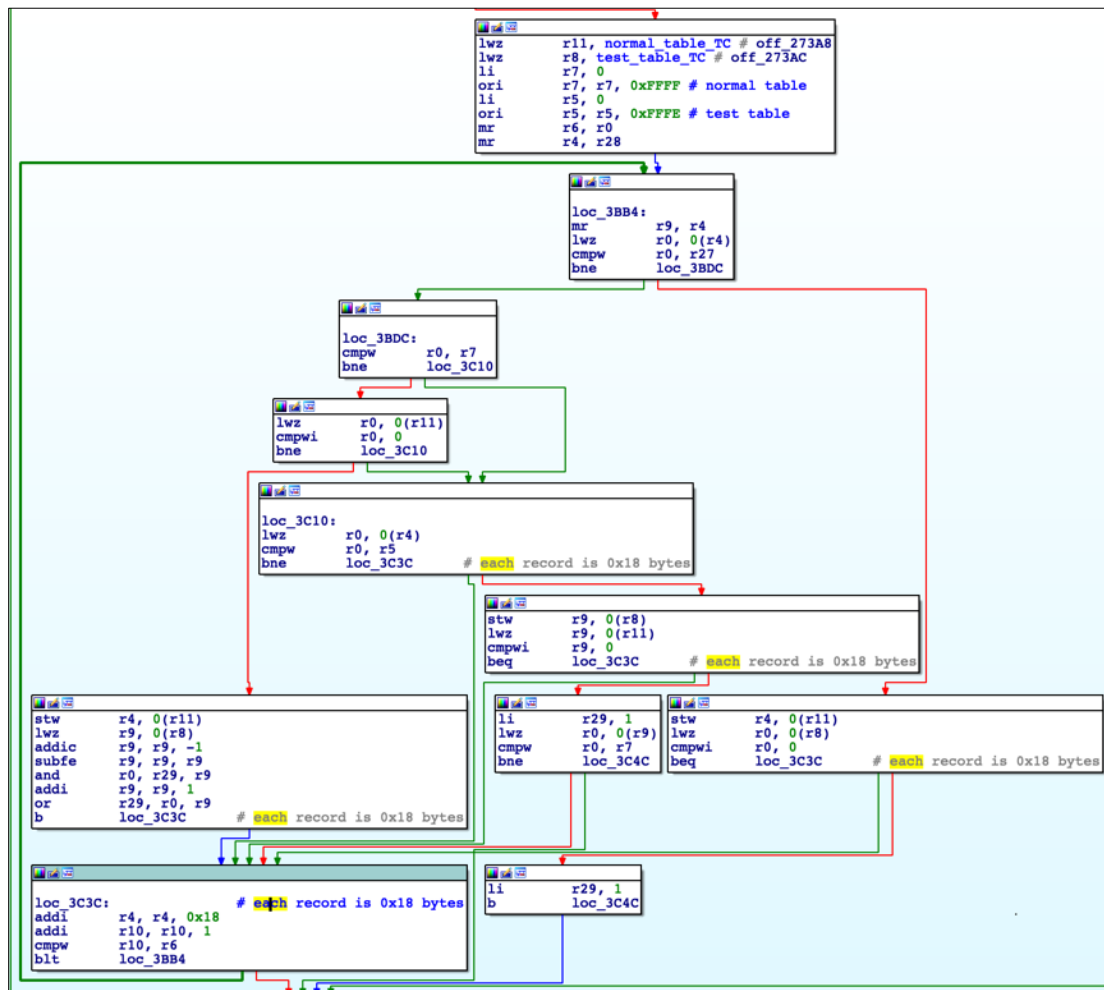 lwz r11, normal_table_TC # off_273A8
lwz r8, test_table_TC # off_273AC
li r7, 0
ori r7, r7, 0xFFFF # normal table
li r5, 0
ori r5, r5, 0xFFFE # test table
mr r6, r0
mr r4, r28
loc_3BB4:
mr r9, r4
lwz r0, 0(r4)
cmpw r0, r27
bne loc_3BDC
loc_3BDC:
cmpw r0, r7
bne loc_3C10
lwz r0, 0(r11)
cmpwi r0, 0
bne loc_3C10
loc_3C10:
lwz r0, 0(r4)
cmpw r0, r5
bne loc_3C3C # each record is 0x18 bytes
stw r9, 0(r8)
lwz r9, 0(r11)
cmpwi r9, 0
beq loc_3C3C # each record is 0x18 bytes
stw r4, 0(r11)
lwz r9, 0(r8)
addic r9, r9, -1
subfe r9, r9, r9
and r0, r29, r9
addi r9, r9, 1
or r29, r0, r9
b loc_3C3C # each record is 0x18 bytes
li r29, 1
lwz r0, 0(r9)
cmpw r0, r7
bne loc_3C4C
stw r4, 0(r11)
lwz r0, 0(r8)
cmpwi r0, 0
beq loc_3C3C # each record is 0x18 bytes
loc_3C3C: # each record is 0x18 bytes
addi r4, r4, 0x18
addi r10, r10, 1
cmpw r10, r6
blt loc_3BB4
li r29, 1
b loc_3C4C